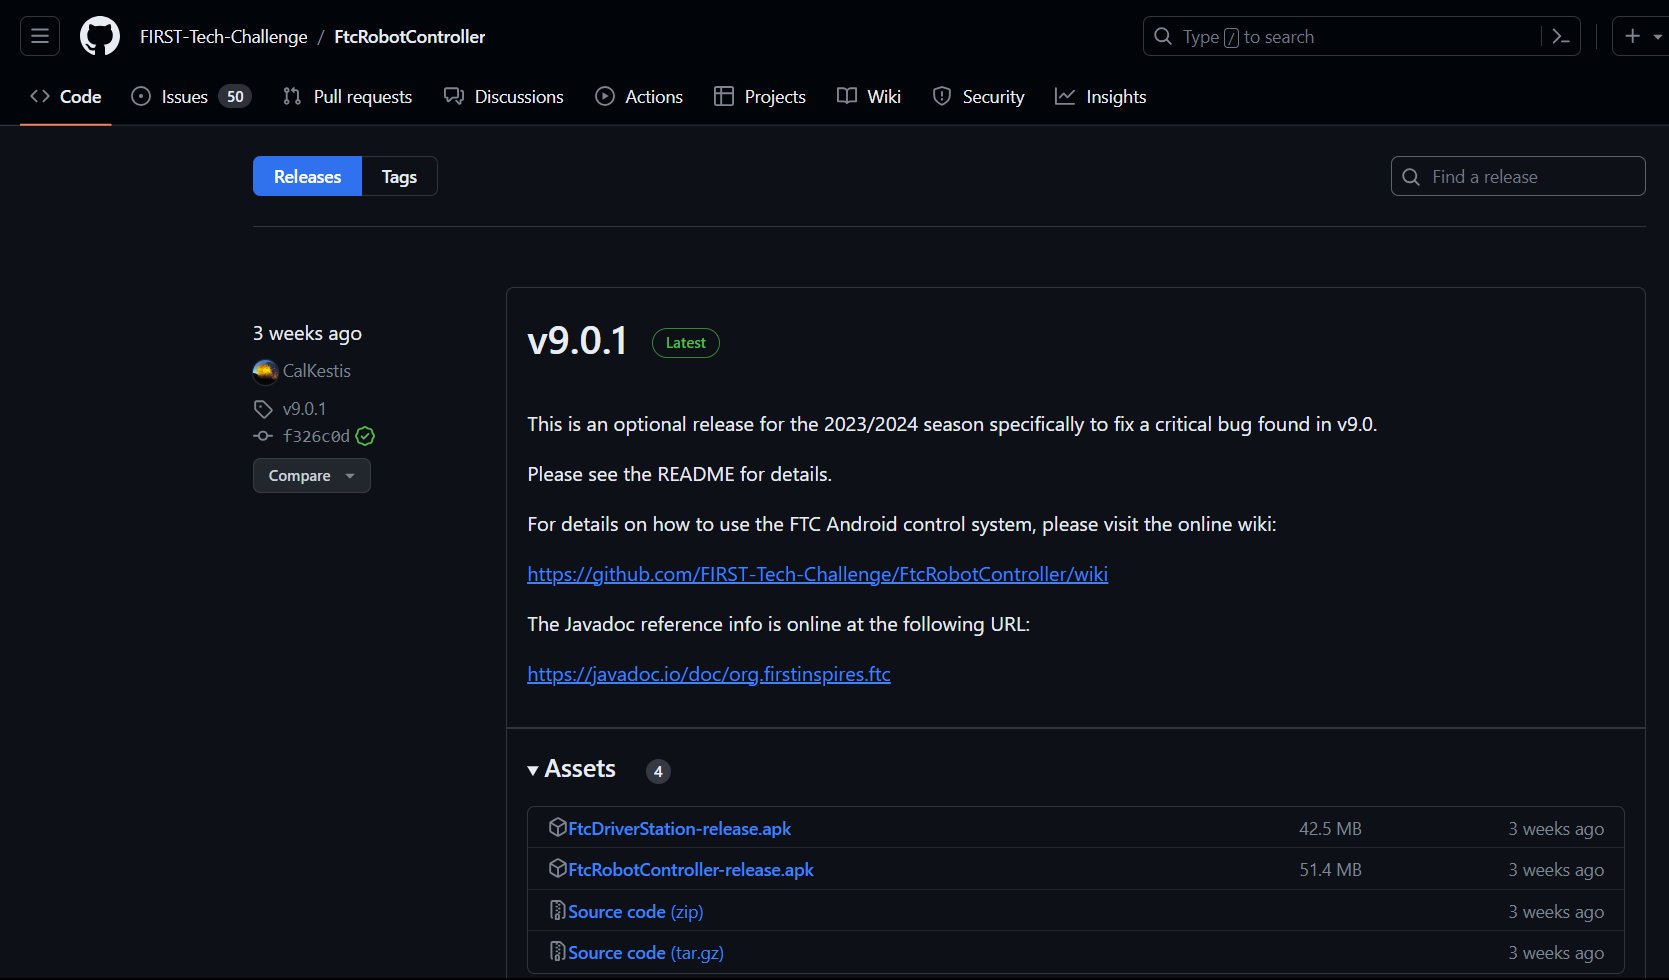 FIRST-Tech-Challenge / FtcRobotController
Type / to search
Code
Issues 50
Pull requests
Discussions
Actions
Projects
Wiki
Security
Insights
Releases
Tags
Find a release
3 weeks ago
CalKestis
v9.0.1
f326c0d
Compare
v9.0.1 Latest
This is an optional release for the 2023/2024 season specifically to fix a critical bug found in v9.0.
Please see the README for details.
For details on how to use the FTC Android control system, please visit the online wiki:
https://github.com/FIRST-Tech-Challenge/FtcRobotController/wiki
The Javadoc reference info is online at the following URL:
https://javadoc.io/doc/org.firstinspires.ftc
Assets 4
FtcDriverStation-release.apk 42.5 MB 3 weeks ago
FtcRobotController-release.apk 51.4 MB 3 weeks ago
Source code (zip) 3 weeks ago
Source code (tar.gz) 3 weeks ago